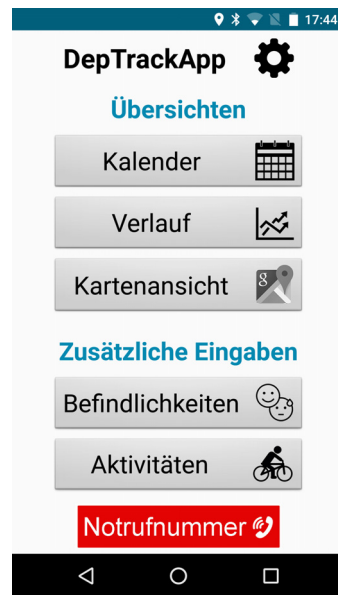 17:44
DepTrackApp
Übersichten
Kalender
Verlauf
Kartenansicht
g
Zusätzliche Eingaben
Befindlichkeiten
Aktivitäten
Notrufnummer